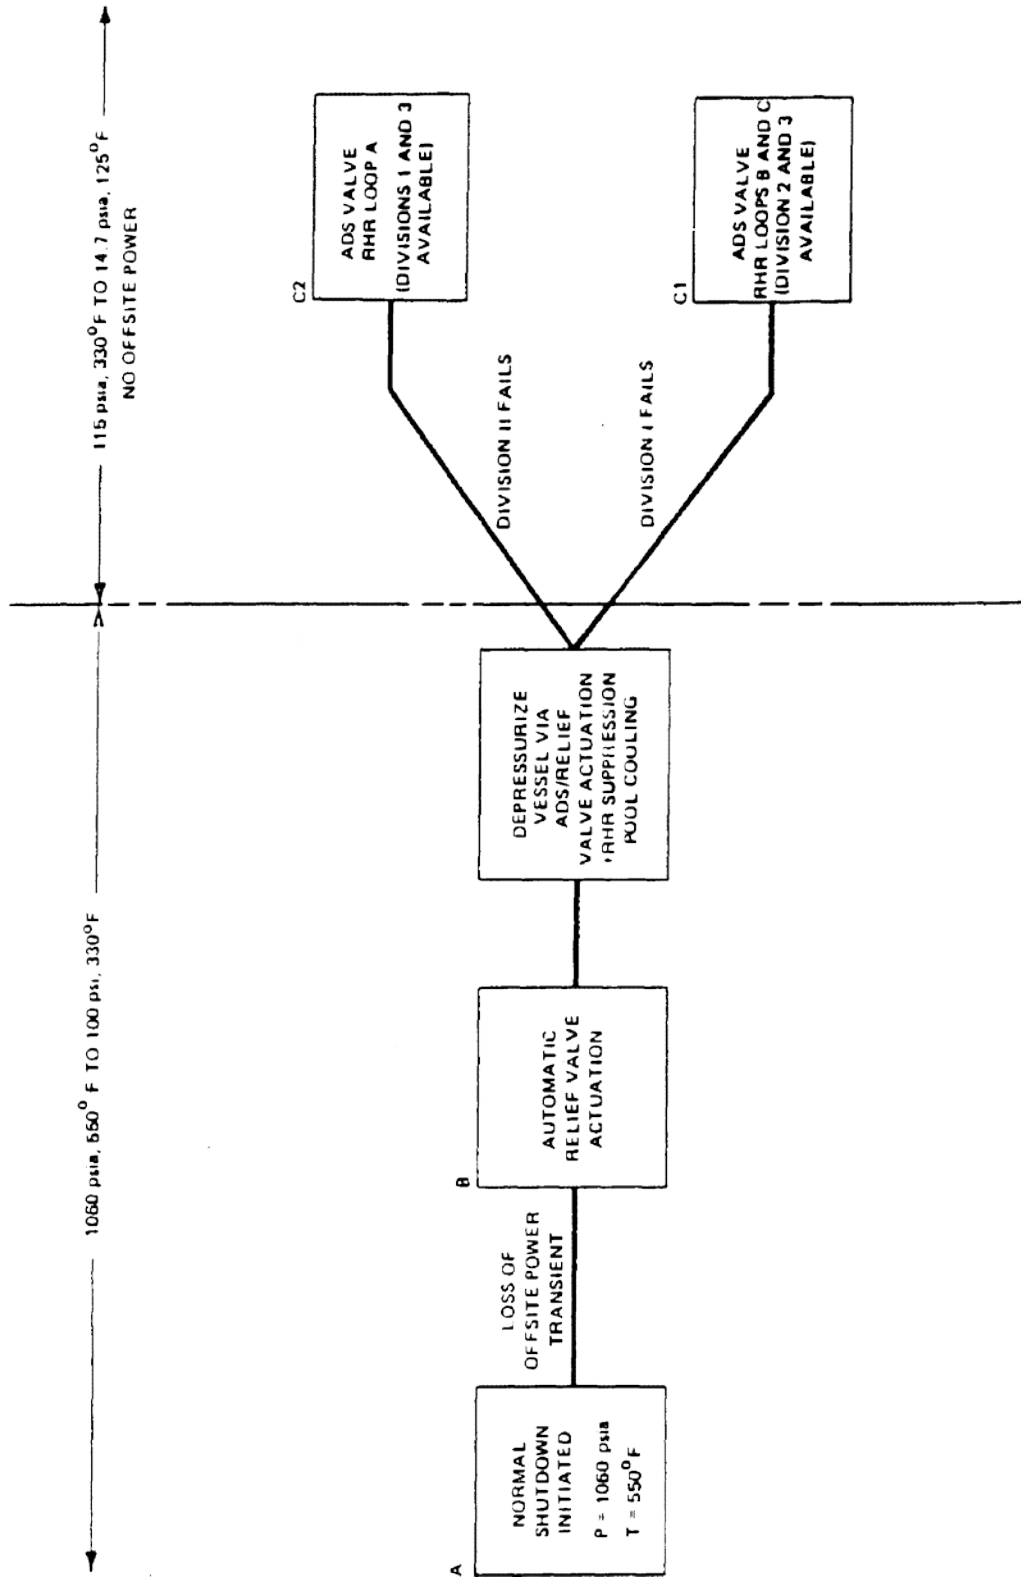 1060 psia, 550° F TO 100 psi, 330°F
115 psia, 330°F TO 14.7 psia, 125°F
NO OFFSITE POWER
A
NORMAL
SHUTDOWN
INITIATED
P = 1060 psia
T = 550°F
LOSS OF
OFFSITE POWER
TRANSIENT
B
AUTOMATIC
RELIEF VALVE
ACTUATION
DEPRESSURIZE
VESSEL VIA
ADS/RELIEF
VALVE ACTUATION
RHR SUPPRESSION
POOL COOLING
DIVISION II FAILS
C2
ADS VALVE
RHR LOOP A
(DIVISIONS 1 AND 3
AVAILABLE)
DIVISION I FAILS
C1
ADS VALVE
RHR LOOPS B AND C
(DIVISION 2 AND 3
AVAILABLE)